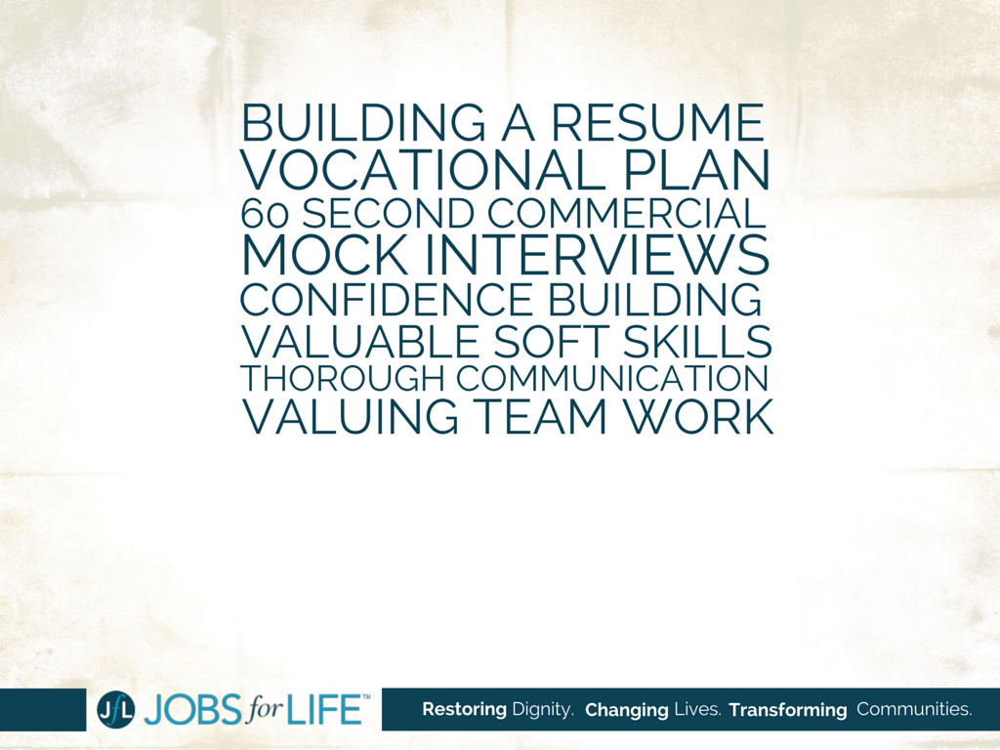 BUILDING A RESUME
VOCATIONAL PLAN
60 SECOND COMMERCIAL
MOCK INTERVIEWS
CONFIDENCE BUILDING
VALUABLE SOFT SKILLS
THOROUGH COMMUNICATION
VALUING TEAM WORK
JfL JOBS for LIFE™
Restoring Dignity. Changing Lives. Transforming Communities.